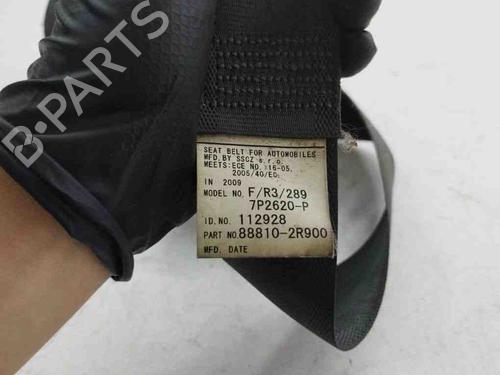 SEAT BELT FOR AUTOMOBILES
MFD.BY SSCZ s.r.o.
MEETS:ECE NO.:16-05,
2005/40/EC.
IN 2009
MODEL NO. F/R3/289
7P2620-P
ID.NO. 112928
PART NO. 88810-2R900
MFD. DATE
B-PARTS